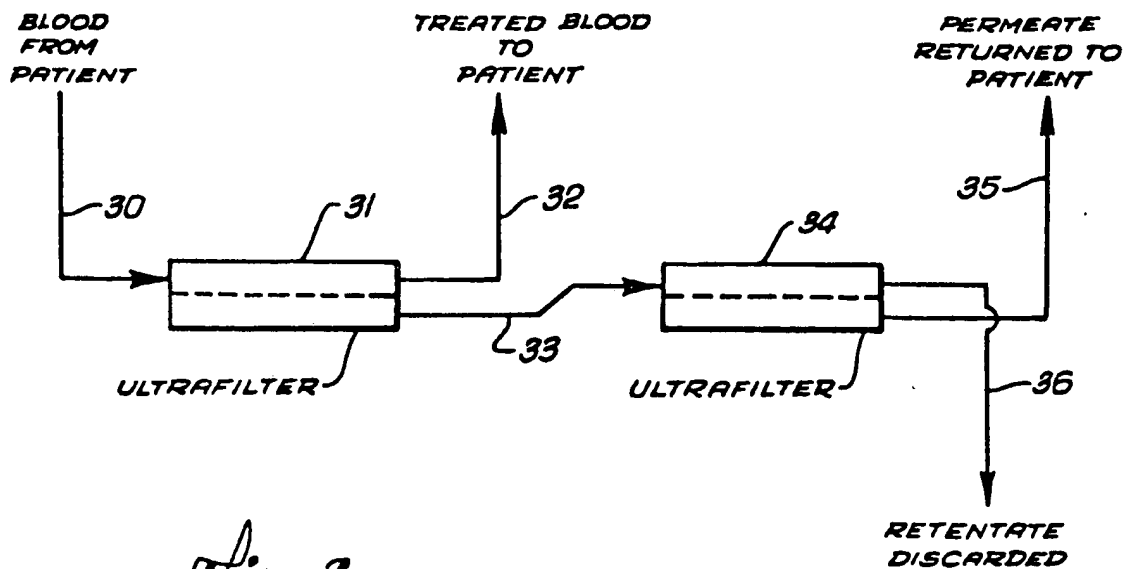 BLOOD
FROM
PATIENT
TREATED BLOOD
TO
PATIENT
PERMEATE
RETURNED TO
PATIENT
30
31
32
33
34
35
36
ULTRAFILTER
ULTRAFILTER
RETENTATE
DISCARDED